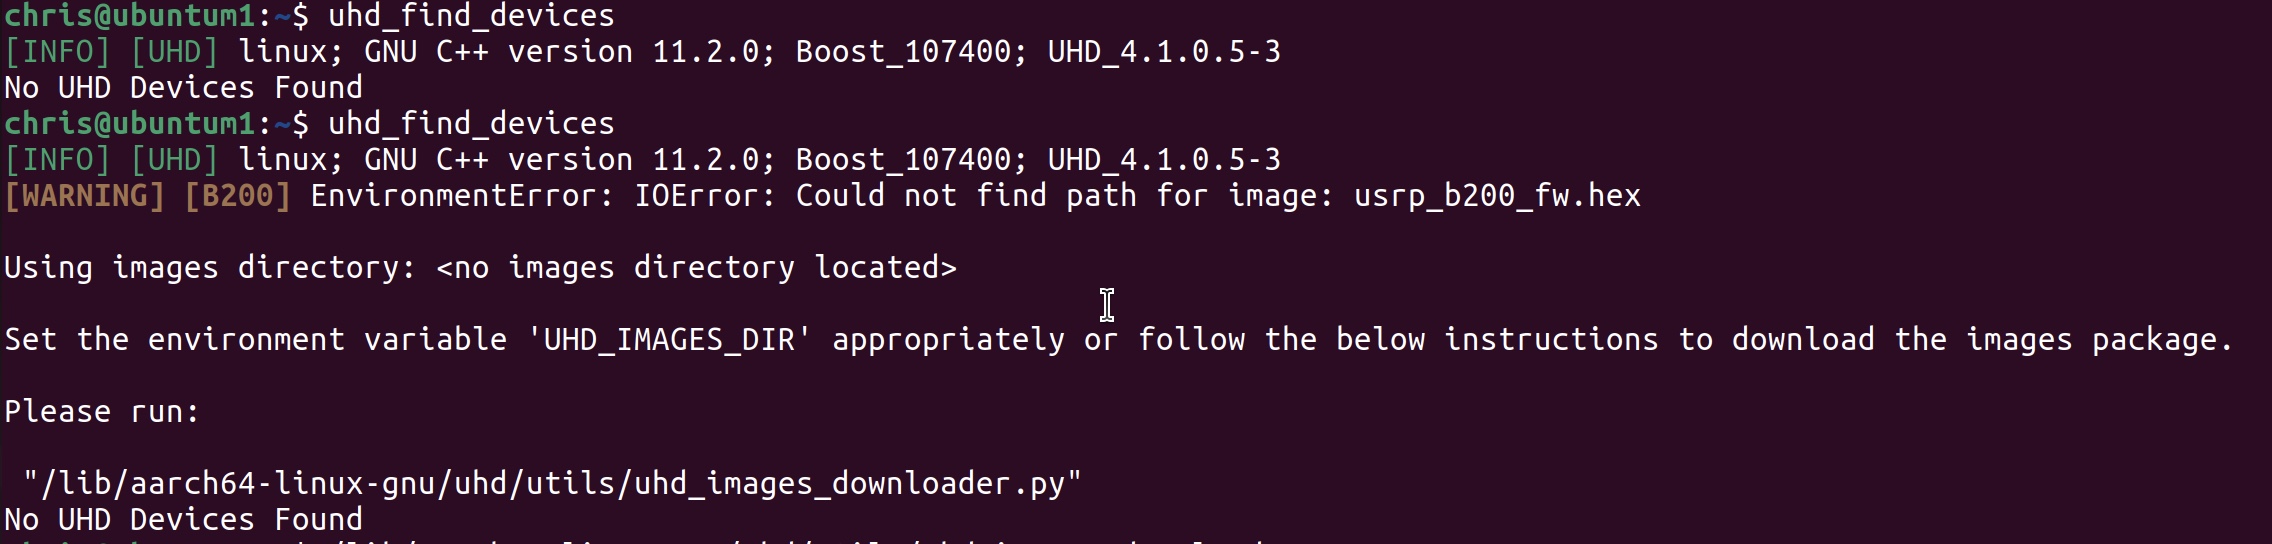 chris@ubuntum1:~$ uhd_find_devices
[INFO] [UHD] linux; GNU C++ version 11.2.0; Boost_107400; UHD_4.1.0.5-3
No UHD Devices Found
chris@ubuntum1:~$ uhd_find_devices
[INFO] [UHD] linux; GNU C++ version 11.2.0; Boost_107400; UHD_4.1.0.5-3
[WARNING] [B200] EnvironmentError: IOError: Could not find path for image: usrp_b200_fw.hex
Using images directory: <no images directory located>
Set the environment variable 'UHD_IMAGES_DIR' appropriately or follow the below instructions to download the images package.
Please run:
"/lib/aarch64-linux-gnu/uhd/utils/uhd_images_downloader.py"
No UHD Devices Found